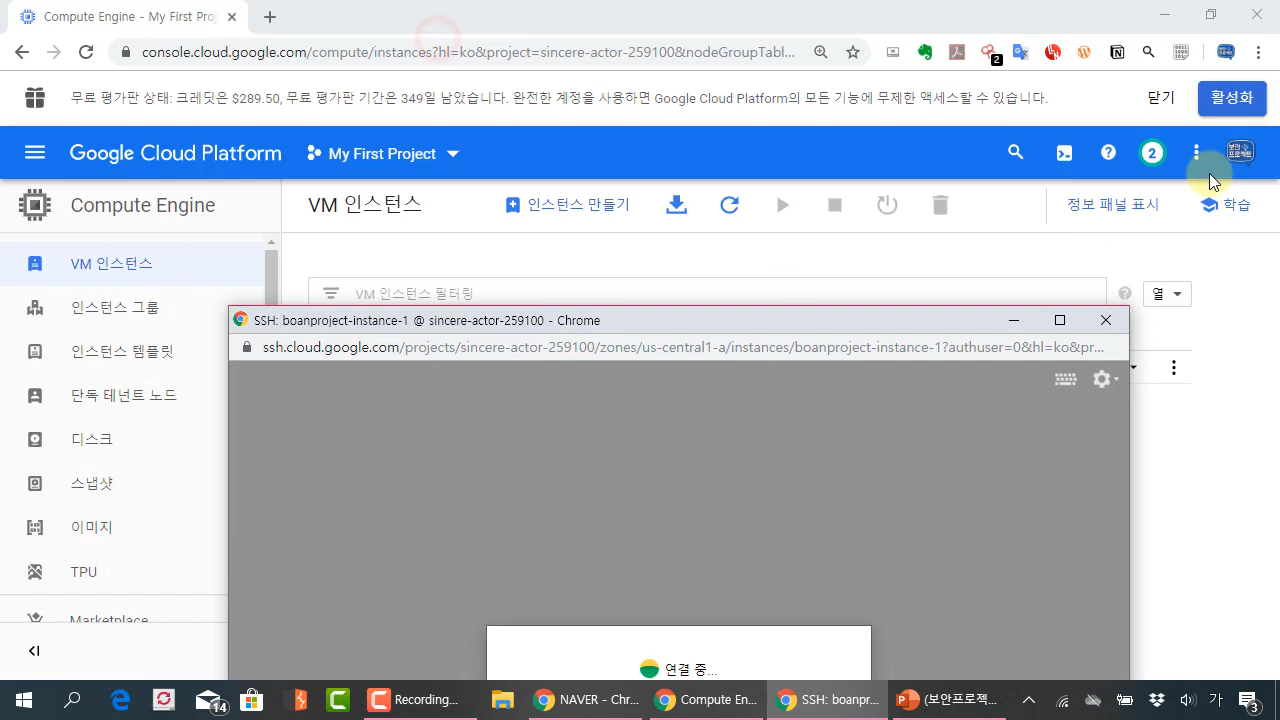 Compute Engine - My First Proj
console.cloud.google.com/compute/instances?hl=ko&project=sincere-actor-259100&nodeGroupTabl...
2
무료 평가판 상태: 크레딧은 $289.50, 무료 평가판 기간은 349일 남았습니다. 완전한 계정을 사용하면 Google Cloud Platform의 모든 기능에 무제한 액세스할 수 있습니다.
닫기
활성화
Google Cloud Platform
My First Project
2
보안
프로젝트
Compute Engine
VM 인스턴스
인스턴스 만들기
정보 패널 표시
학습
VM 인스턴스
인스턴스 그룹
인스턴스 템플릿
단독 테넌트 노드
디스크
스냅샷
이미지
TPU
Marketplace
VM 인스턴스 필터링
열
SSH: boanproject-instance-1 @ sincere-actor-259100 - Chrome
ssh.cloud.google.com/projects/sincere-actor-259100/zones/us-central1-a/instances/boanproject-instance-1?authuser=0&hl=ko&pr...
연결 중...
14
Recording...
NAVER - Chr...
Compute En...
SSH: boanpr...
(보안프로젝...
가
3